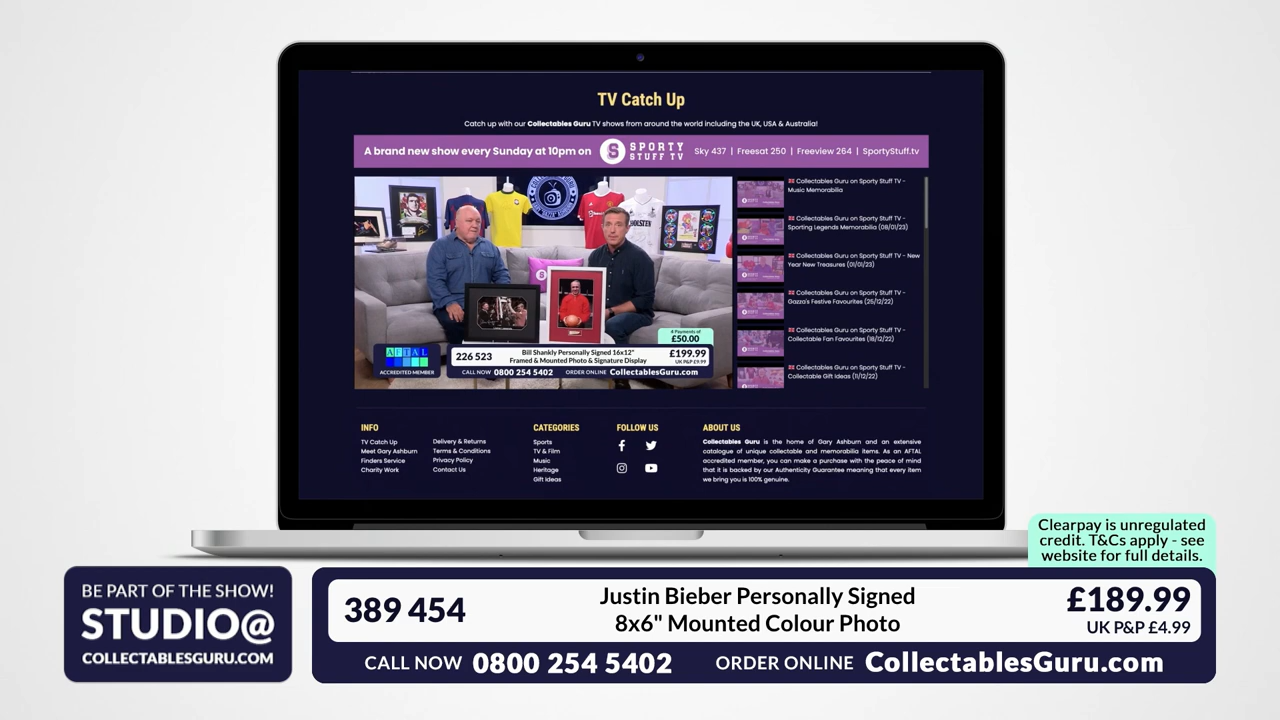 TV Catch Up
Catch up with our Collectables Guru TV shows from around the world including the UK, USA & Australia!
A brand new show every Sunday at 10pm on
S
SPORTY
STUFF TV
Sky 437 | Freesat 250 | Freeview 264 | SportyStuff.tv
HOLSTEN
4 Payments of
£50.00
AFTAL
ACCREDITED MEMBER
226 523
Bill Shankly Personally Signed 16x12"
Framed & Mounted Photo & Signature Display
£199.99
UK P&P £9.99
CALL NOW 0800 254 5402
ORDER ONLINE CollectablesGuru.com
Collectables Guru on Sporty Stuff TV -
Music Memorabilia
Collectables Guru on Sporty Stuff TV -
Sporting Legends Memorabilia (08/01/23)
Collectables Guru on Sporty Stuff TV - New
Year New Treasures (01/01/23)
Collectables Guru on Sporty Stuff TV -
Gazza's Festive Favourites (25/12/22)
Collectables Guru on Sporty Stuff TV -
Collectable Fan Favourites (18/12/22)
Collectables Guru on Sporty Stuff TV -
Collectable Gift Ideas (11/12/22)
INFO
TV Catch Up
Meet Gary Ashburn
Finders Service
Charity Work
Delivery & Returns
Terms & Conditions
Privacy Policy
Contact Us
CATEGORIES
Sports
TV & Film
Music
Heritage
Gift Ideas
FOLLOW US
ABOUT US
Collectables Guru is the home of Gary Ashburn and an extensive
catalogue of unique collectable and memorabilia items. As an AFTAL
accredited member, you can make a purchase with the peace of mind
that it is backed by our Authenticity Guarantee meaning that every item
we bring you is 100% genuine.
Clearpay is unregulated
credit. T&Cs apply - see
website for full details.
BE PART OF THE SHOW!
STUDIO@
COLLECTABLESGURU.COM
389 454
Justin Bieber Personally Signed
8x6" Mounted Colour Photo
£189.99
UK P&P £4.99
CALL NOW 0800 254 5402
ORDER ONLINE CollectablesGuru.com